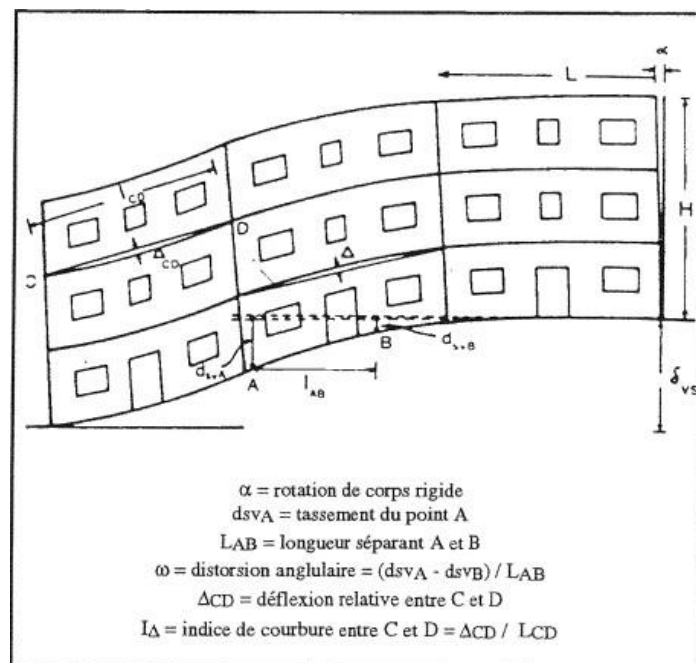 α
L
L CD
H
D
Δ CD
Δ
C
dsvA
B
dsvB
A
lAB
δvs
α = rotation de corps rigide
dsvA = tassement du point A
LAB = longueur séparant A et B
ω = distorsion anglulaire = (dsvA - dsvB) / LAB
ΔCD = déflexion relative entre C et D
IΔ = indice de courbure entre C et D = ΔCD / LCD